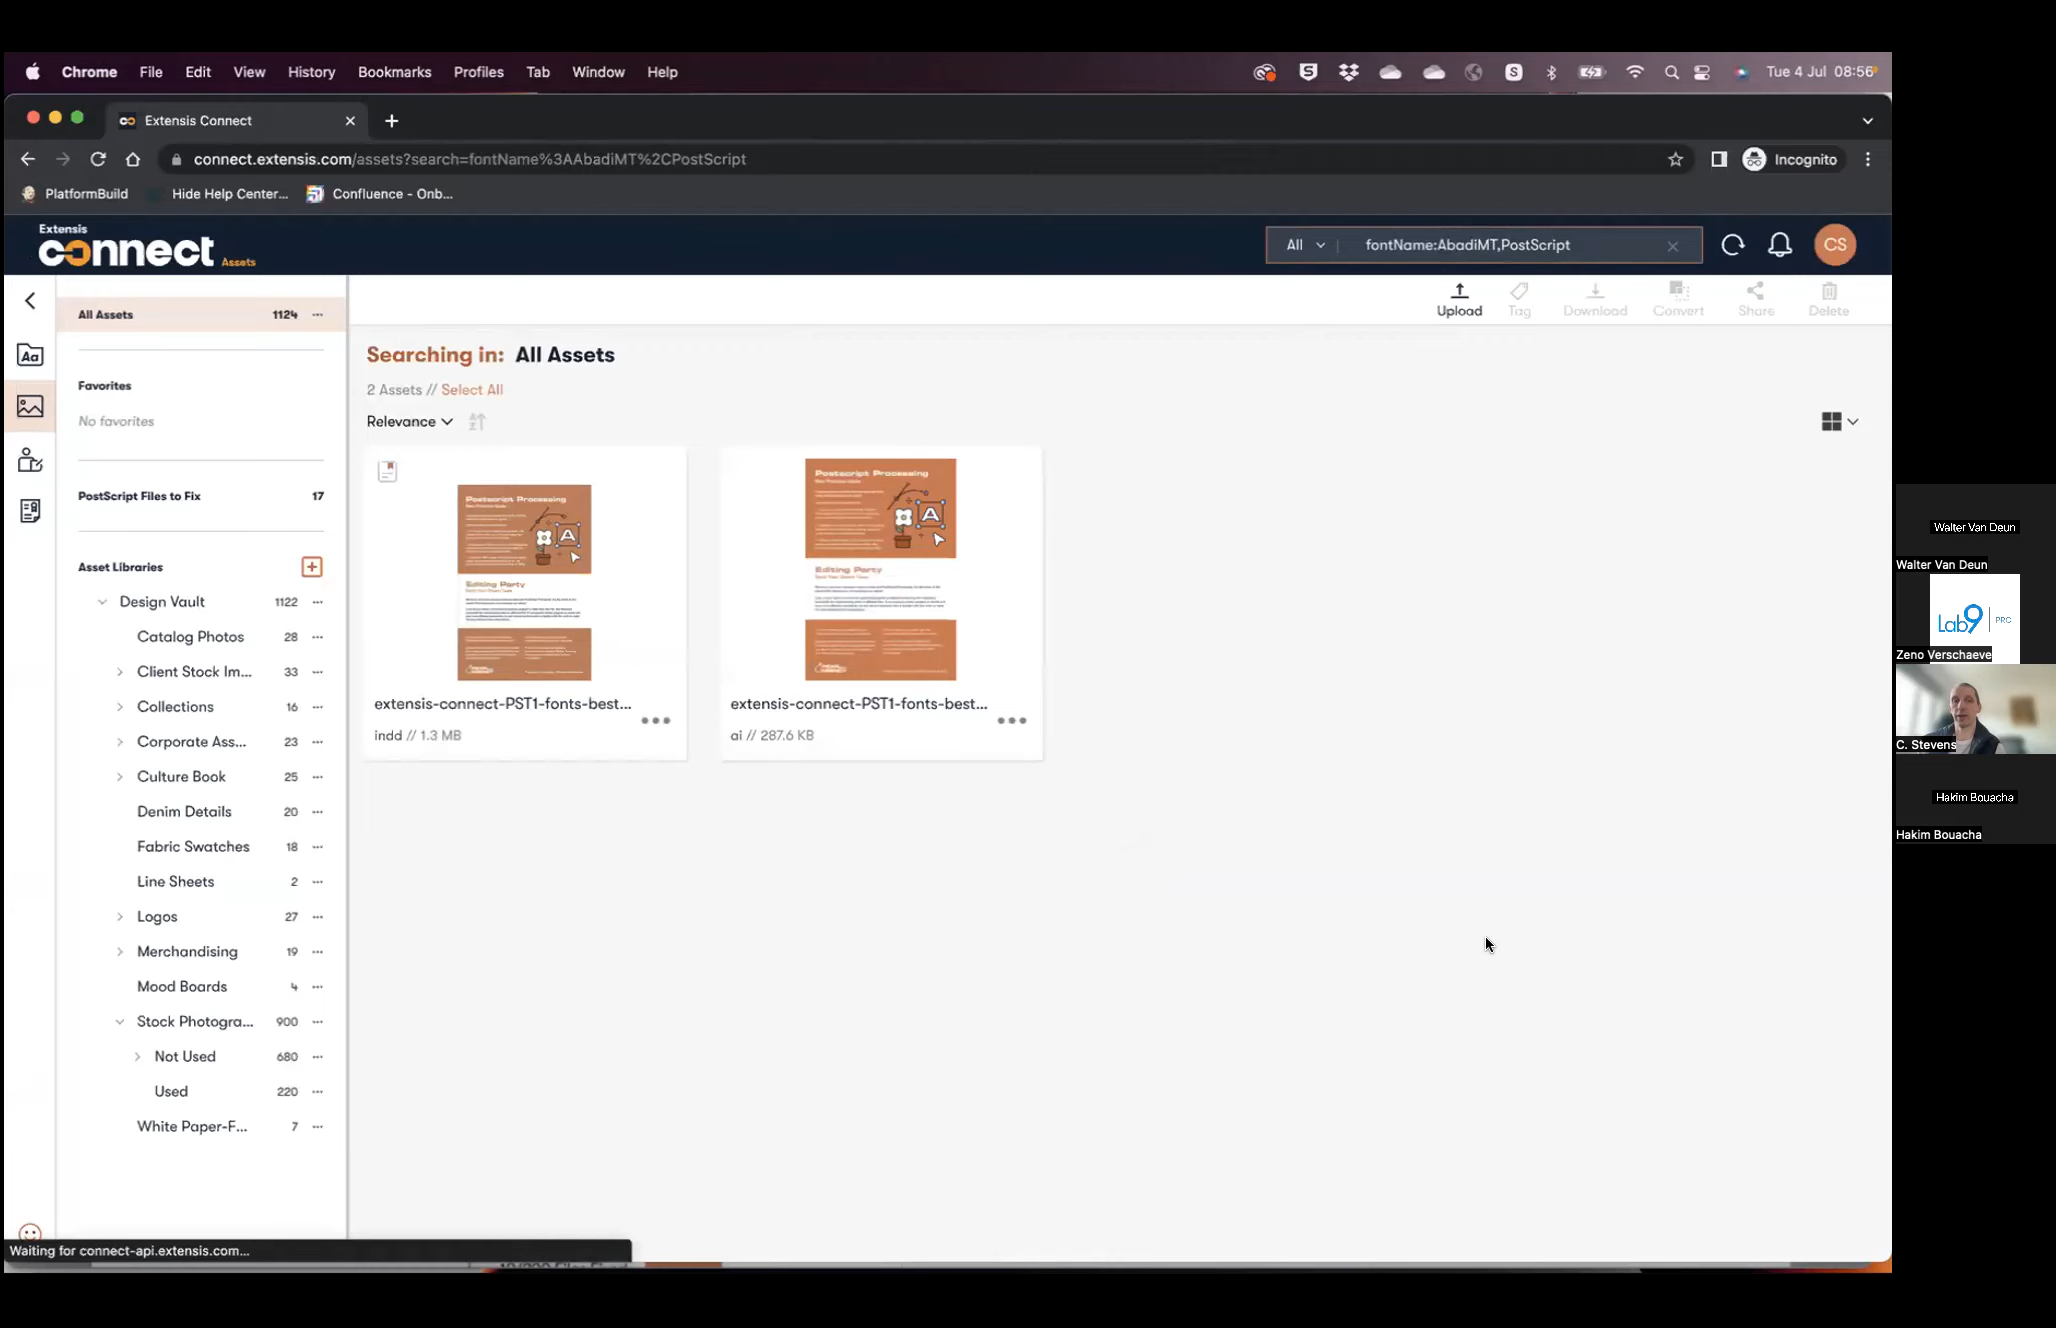 Chrome File Edit View History Bookmarks Profiles Tab Window Help
Tue 4 Jul 08:56
Extensis Connect
connect.extensis.com/assets?search=fontName%3AAbadiMT%2CPostScript
Incognito
PlatformBuild
Hide Help Center...
Confluence - Onb...
Extensis
connect
Assets
All
fontName:AbadiMT,PostScript
CS
Upload
Tag
Download
Convert
Share
Delete
All Assets 1124
Favorites
No favorites
PostScript Files to Fix 17
Asset Libraries
Design Vault 1122
Catalog Photos 28
Client Stock Im... 33
Collections 16
Corporate Ass... 23
Culture Book 25
Denim Details 20
Fabric Swatches 18
Line Sheets 2
Logos 27
Merchandising 19
Mood Boards 4
Stock Photogra... 900
Not Used 680
Used 220
White Paper-F... 7
Waiting for connect-api.extensis.com...
Searching in: All Assets
2 Assets // Select All
Relevance
Postscript Processing
A
Editing Party
extensis-connect-PST1-fonts-best...
indd // 1.3 MB
Postscript Processing
A
Editing Party
extensis-connect-PST1-fonts-best...
ai // 287.6 KB
Walter Van Deun
Walter Van Deun
Lab9 PRO
Zeno Verschaeve
C. Stevens
Hakim Bouacha
Hakim Bouacha